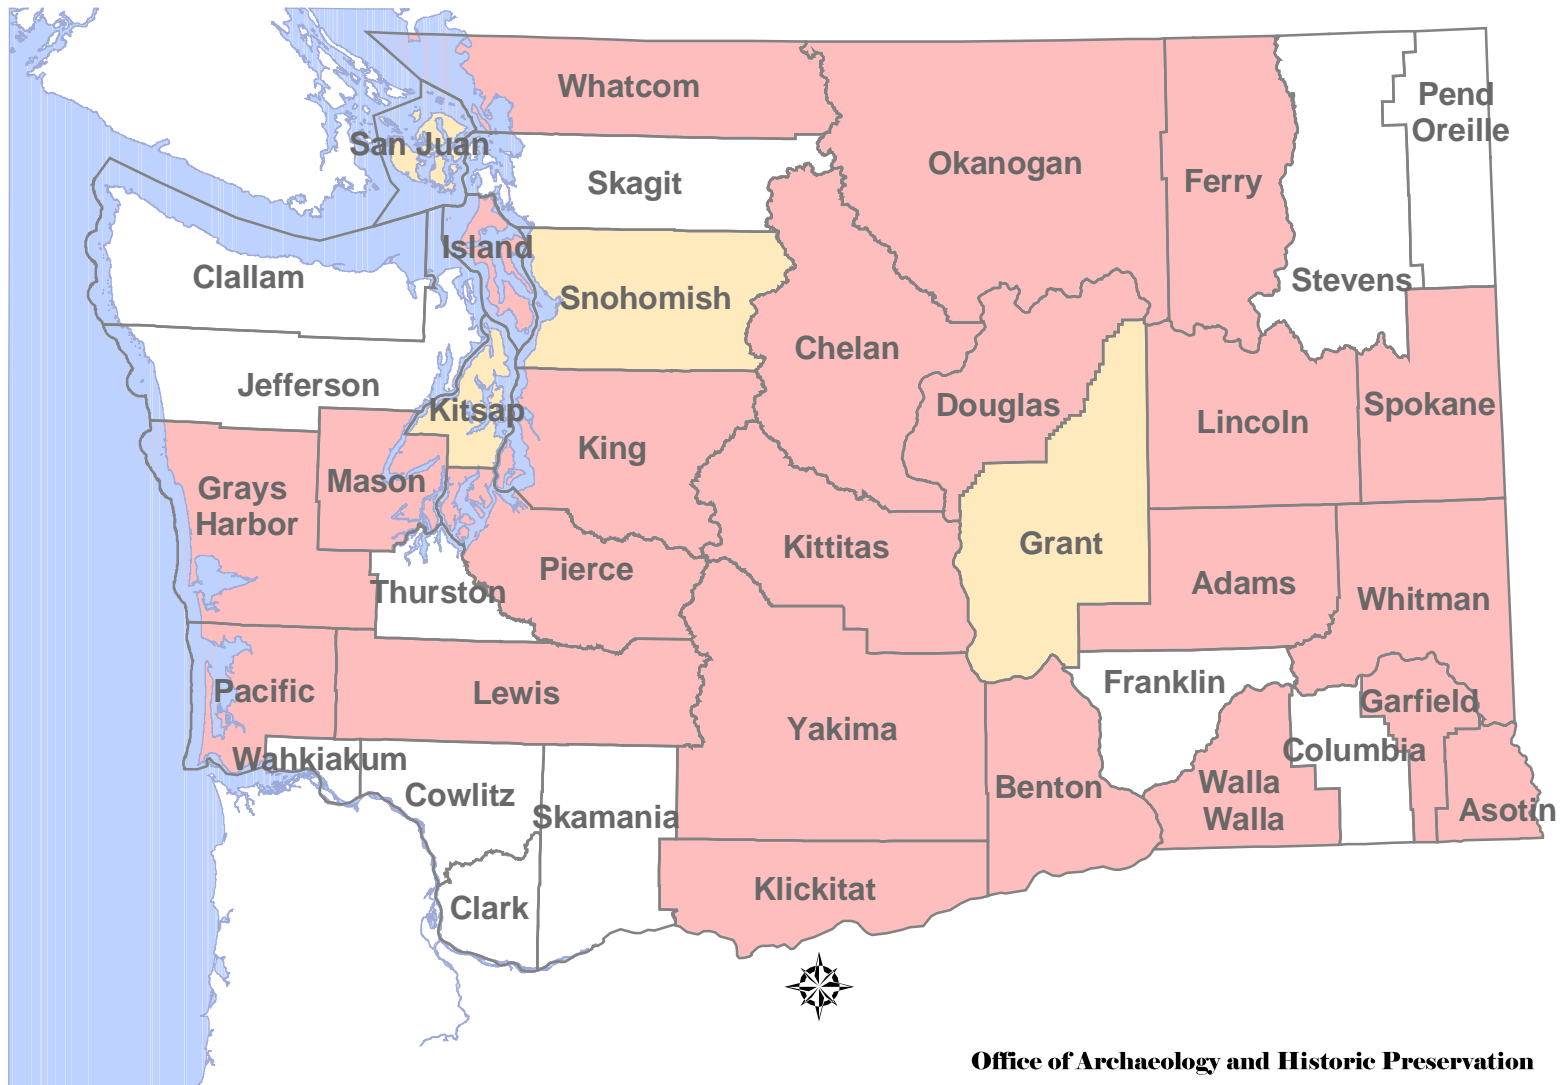 Whatcom
Pend
Oreille
San Juan
Okanogan
Skagit
Ferry
Island
Clallam
Stevens
Snohomish
Chelan
Jefferson
Kitsap
Douglas
Spokane
Lincoln
King
Mason
Grays
Harbor
Kittitas
Grant
Pierce
Adams
Thurston
Whitman
Franklin
Pacific
Lewis
Garfield
Yakima
Columbia
Wahkiakum
Walla
Walla
Benton
Cowlitz
Skamania
Asotin
Klickitat
Clark
Office of Archaeology and Historic Preservation